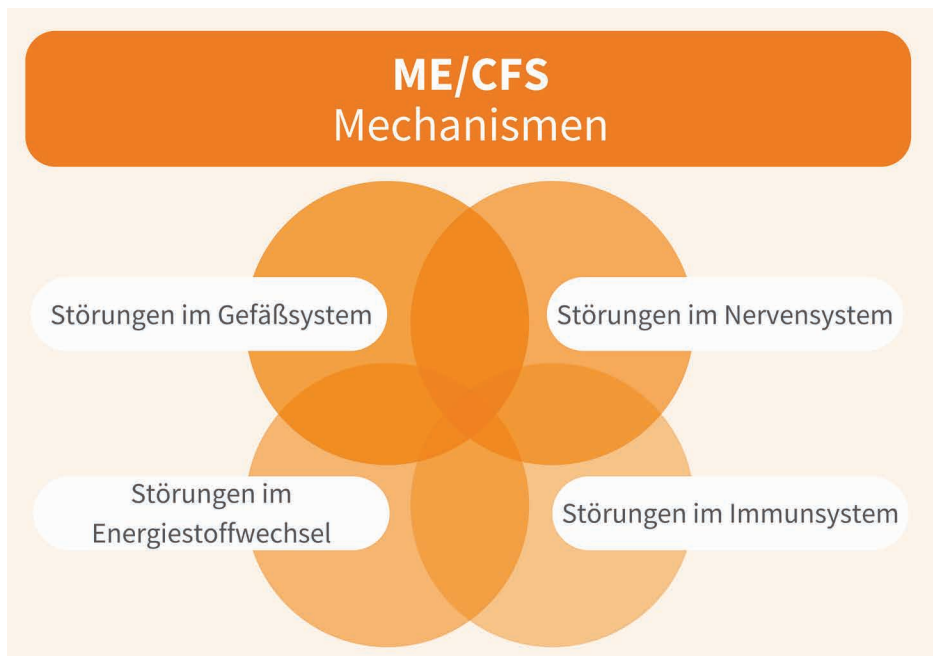 ME/CFS
Mechanismen
Störungen im Gefäßsystem
Störungen im Nervensystem
Störungen im
Energiestoffwechsel
Störungen im Immunsystem